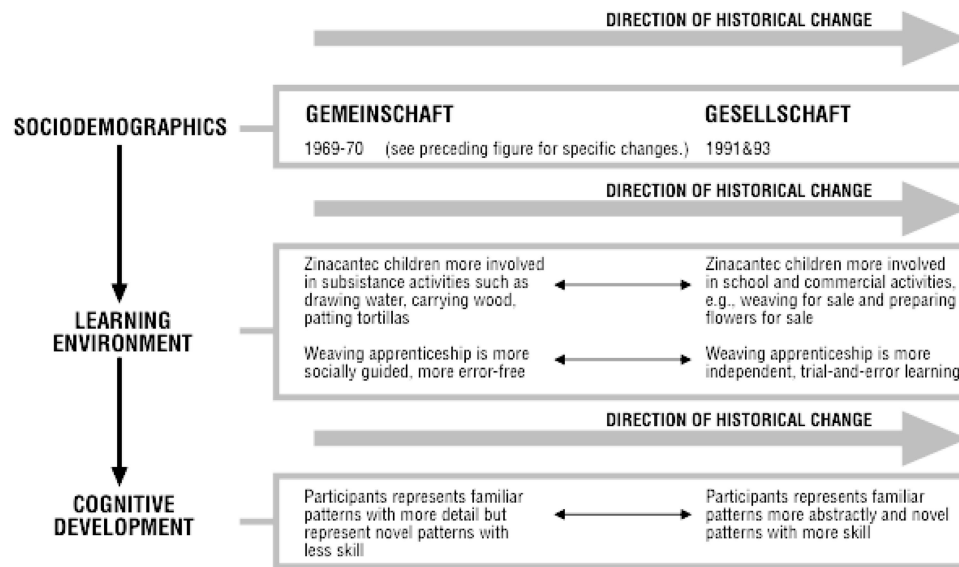 DIRECTION OF HISTORICAL CHANGE
SOCIODEMOGRAPHICS
GEMEINSCHAFT
GESELLSCHAFT
1969-70 (see preceding figure for specific changes.) 1991&93
DIRECTION OF HISTORICAL CHANGE
LEARNING
ENVIRONMENT
Zinacantec children more involved
in subsistance activities such as
drawing water, carrying wood,
patting tortillas
Zinacantec children more involved
in school and commercial activities,
e.g., weaving for sale and preparing
flowers for sale
Weaving apprenticeship is more
socially guided, more error-free
Weaving apprenticeship is more
independent, trial-and-error learning
DIRECTION OF HISTORICAL CHANGE
COGNITIVE
DEVELOPMENT
Participants represents familiar
patterns with more detail but
represent novel patterns with
less skill
Participants represents familiar
patterns more abstractly and novel
patterns with more skill